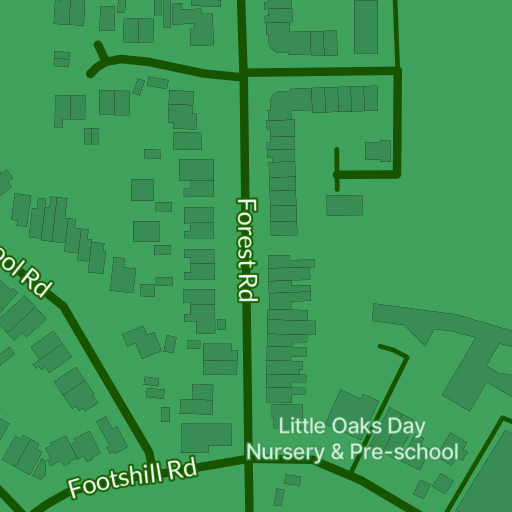 Forest Rd
ool Rd
Little Oaks Day
Nursery & Pre-school
Footshill Rd